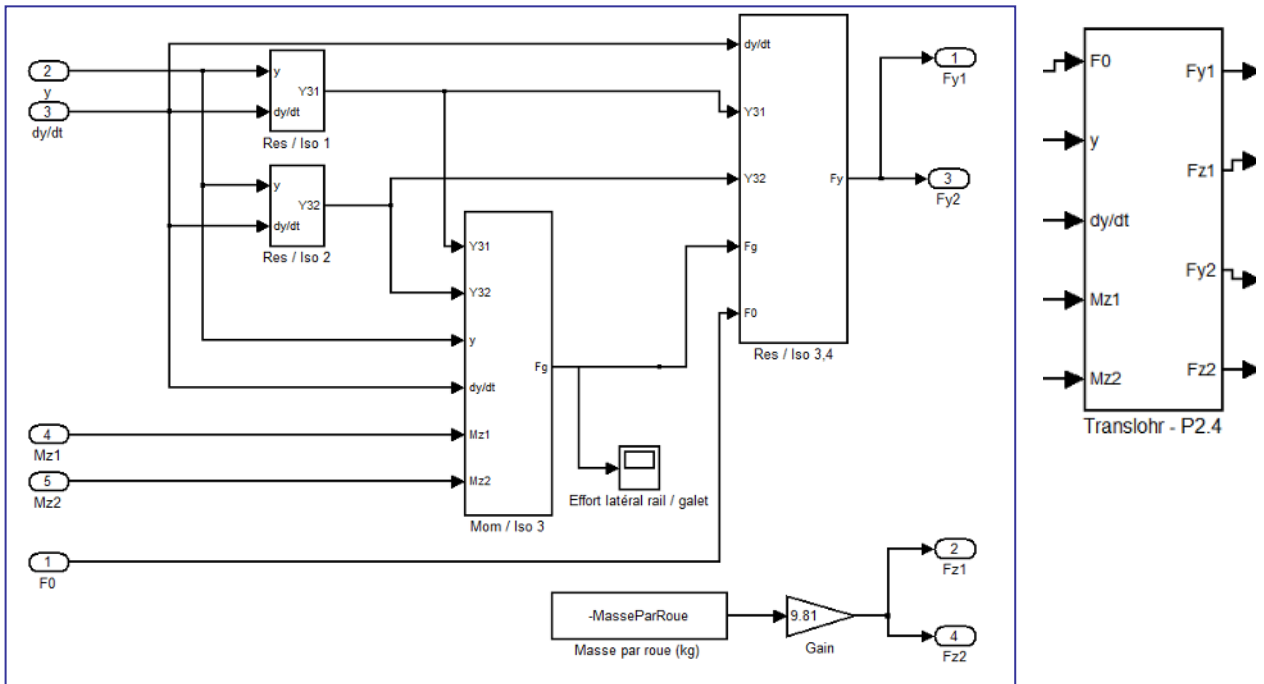 2
y
3
dy/dt
y
dy/dt
Y31
Res / Iso 1
y
dy/dt
Y32
Res / Iso 2
Y31
Y32
y
dy/dt
Mz1
Mz2
Fg
Mom / Iso 3
4
Mz1
5
Mz2
1
F0
dy/dt
Y31
Y32
Fg
F0
Fy
Res / Iso 3,4
1
Fy1
3
Fy2
Effort latéral rail / galet
-MasseParRoue
Masse par roue (kg)
9.81
Gain
2
Fz1
4
Fz2
F0
y
dy/dt
Mz1
Mz2
Fy1
Fz1
Fy2
Fz2
Translohr - P2.4